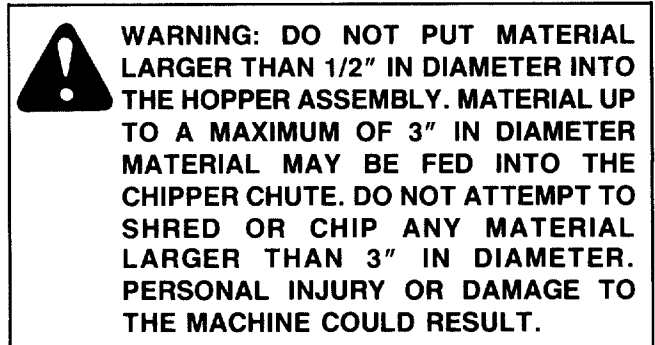 WARNING: DO NOT PUT MATERIAL
LARGER THAN 1/2" IN DIAMETER INTO
THE HOPPER ASSEMBLY. MATERIAL UP
TO A MAXIMUM OF 3" IN DIAMETER
MATERIAL MAY BE FED INTO THE
CHIPPER CHUTE. DO NOT ATTEMPT TO
SHRED OR CHIP ANY MATERIAL
LARGER THAN 3" IN DIAMETER.
PERSONAL INJURY OR DAMAGE TO
THE MACHINE COULD RESULT.